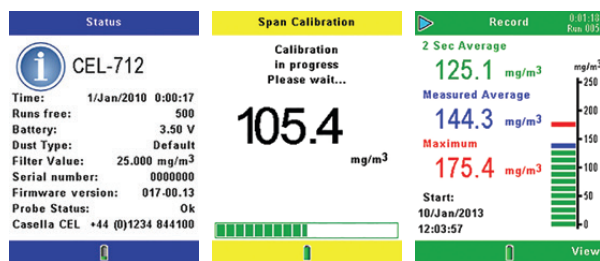 Status
CEL-712
Time: 1/Jan/2010 0:00:17
Runs free: 500
Battery: 3.50 V
Dust Type: Default
Filter Value: 25.000 mg/m³
Serial number: 0000000
Firmware version: 017-00.13
Probe Status: Ok
Casella CEL +44 (0)1234 844100
Span Calibration
Calibration
in progress
Please wait...
105.4
mg/m³
Record
0:01:18
Run 005
2 Sec Average
125.1 mg/m³
Measured Average
144.3 mg/m³
Maximum
175.4 mg/m³
Start:
10/Jan/2013
12:03:57
mg/m³
250
200
150
100
50
0
View